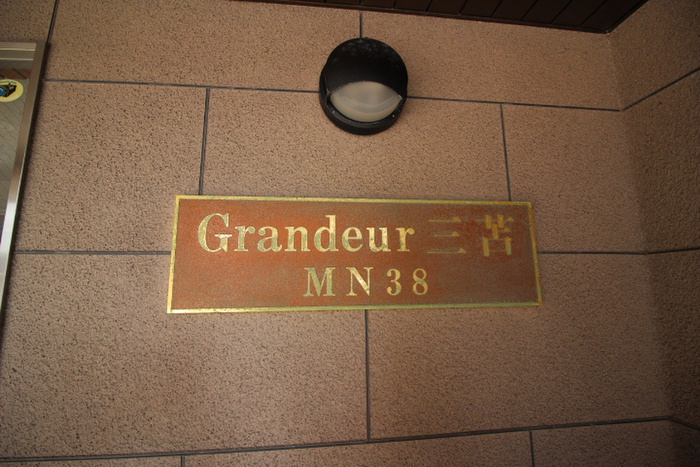 Grandeur 三苫
MN38